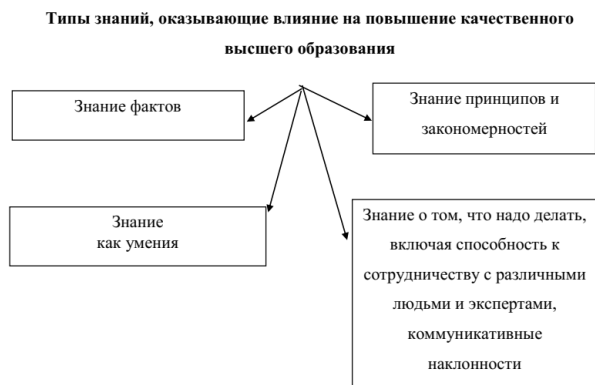 Типы знаний, оказывающие влияние на повышение качественного
высшего образования
Знание фактов
Знание принципов и
закономерностей
Знание
как умения
Знание о том, что надо делать,
включая способность к
сотрудничеству с различными
людьми и экспертами,
коммуникативные
наклонности